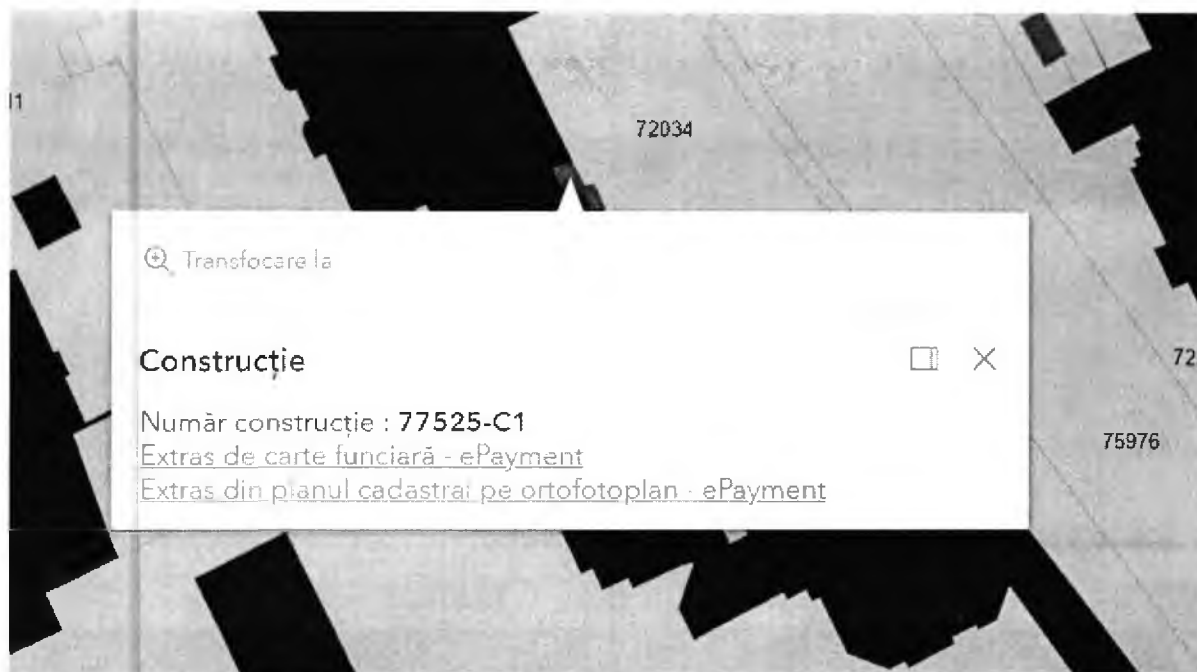 72034
Transfocare la
Construcție
72
Număr construcție : 77525-C1
75976
Extras de carte funciară - ePayment
Extras din planul cadastral pe ortofotoplan - ePayment